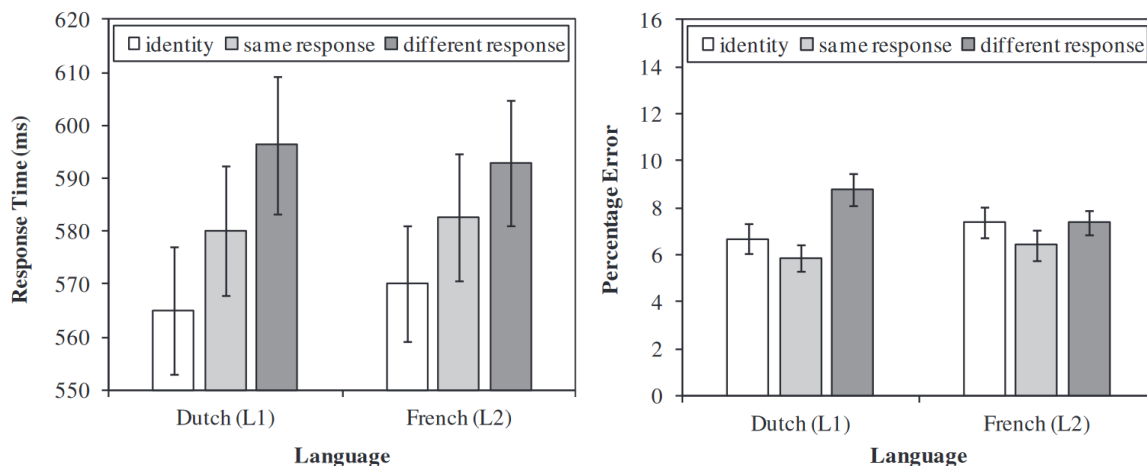 620
610
600
590
580
570
560
550
Response Time (ms)
identity same response different response
Dutch (L1) French (L2)
Language
16
14
12
10
8
6
4
2
0
Percentage Error
identity same response different response
Dutch (L1) French (L2)
Language